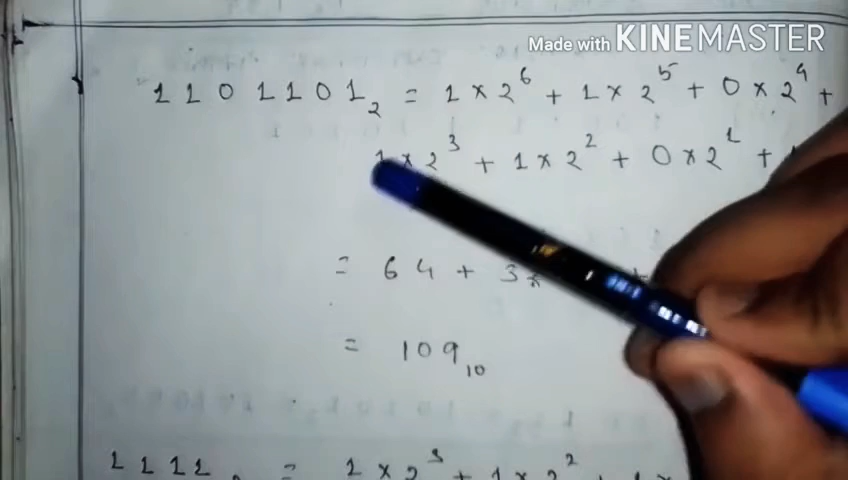 Made with KINEMASTER
1101101₂ = 1×2⁶ + 1×2⁵ + 0×2⁴ +
1×2³ + 1×2² + 0×2¹ +
= 64 + 32
= 109₁₀
1111₂ = 1×2³ + 1×2² +